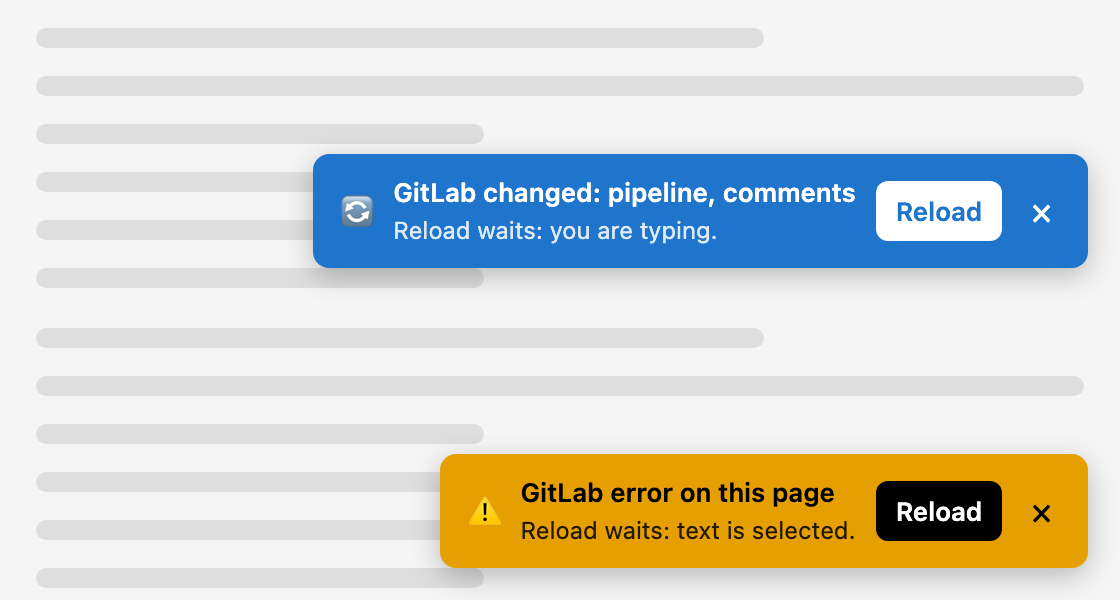 GitLab changed: pipeline, comments
Reload waits: you are typing.
Reload
×
GitLab error on this page
Reload waits: text is selected.
Reload
×